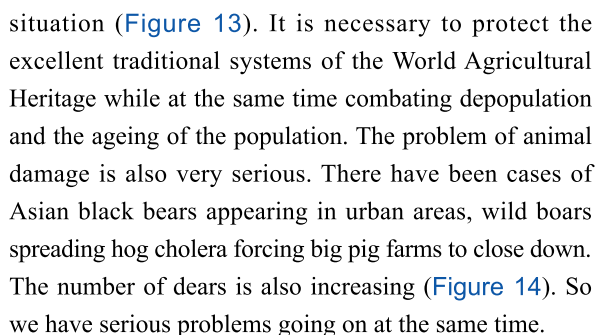 situation (Figure 13). It is necessary to protect the
excellent traditional systems of the World Agricultural
Heritage while at the same time combating depopulation
and the ageing of the population. The problem of animal
damage is also very serious. There have been cases of
Asian black bears appearing in urban areas, wild boars
spreading hog cholera forcing big pig farms to close down.
The number of dears is also increasing (Figure 14). So
we have serious problems going on at the same time.